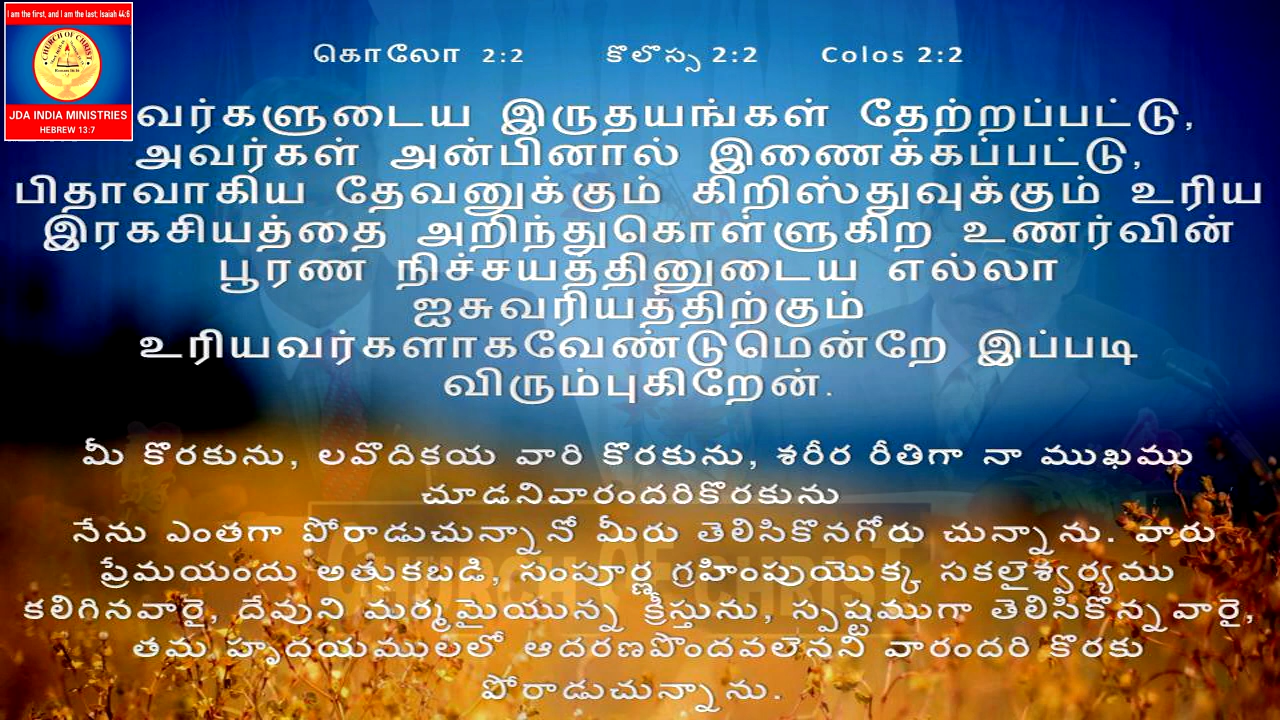 I am the first, and I am the last; Isaiah 44:6
CHURCH OF CHRIST
JDA INDIA MINISTRIES
HEBREW 13:7
கொலோ 2:2 కొలొస్స 2:2 Colos 2:2
வர்களுடைய இருதயங்கள் தேற்றப்பட்டு,
அவர்கள் அன்பினால் இணைக்கப்பட்டு,
பிதாவாகிய தேவனுக்கும் கிறிஸ்துவுக்கும் உரிய
இரகசியத்தை அறிந்துகொள்ளுகிற உணர்வின்
பூரண நிச்சயத்தினுடைய எல்லா
ஐசுவரியத்திற்கும்
உரியவர்களாகவேண்டுமென்றே இப்படி
விரும்புகிறேன்.
మీ కొరకును, లవొదికయ వారి కొరకును, శరీర రీతిగా నా ముఖము
చూడనివారందరికొరకును
నేను ఎంతగా పోరాడుచున్నానో మీరు తెలిసికొనగోరు చున్నాను. వారు
ప్రేమయందు అతుకబడి, సంపూర్ణ గ్రహింపుయొక్క సకలైశ్వర్యము
కలిగినవారై, దేవుని మర్మమైయున్న క్రీస్తును, స్పష్టముగా తెలిసికొన్నవారై,
తమ హృదయములలో ఆదరణపొందవలెనని వారందరి కొరకు
పోరాడుచున్నాను.
CHURCH OF CHRIST